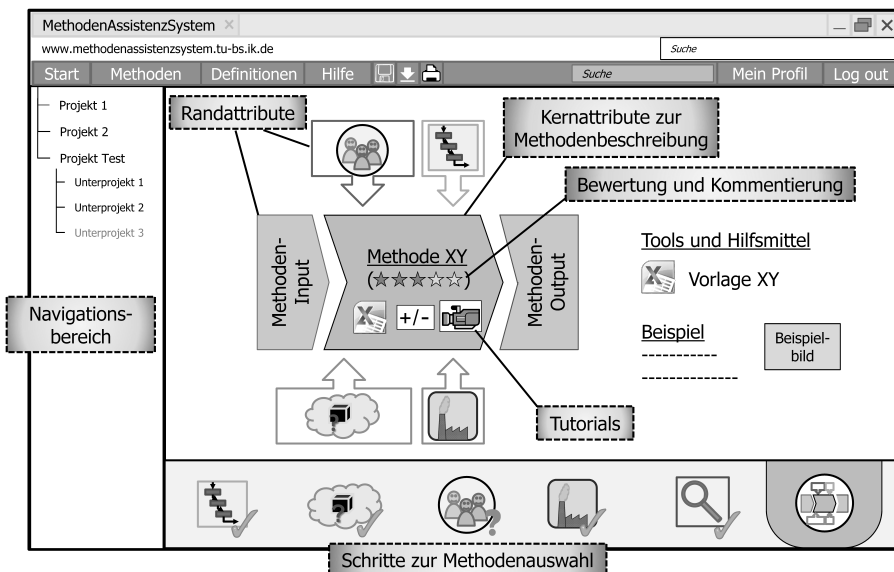 MethodenAssistenzSystem ×
www.methodenassistenzsystem.tu-bs.ik.de
Suche
Start
Methoden
Definitionen
Hilfe
Suche
Mein Profil
Log out
Projekt 1
Projekt 2
Projekt Test
Unterprojekt 1
Unterprojekt 2
Unterprojekt 3
Navigations-
bereich
Randattribute
Kernattribute zur
Methodenbeschreibung
Bewertung und Kommentierung
Methoden-
Input
Methode XY
(☆☆☆☆☆)
+/-
Methoden-
Output
Tutorials
Tools und Hilfsmittel
Vorlage XY
Beispiel
------------
---------------
Beispiel-
bild
?
?
?
Schritte zur Methodenauswahl